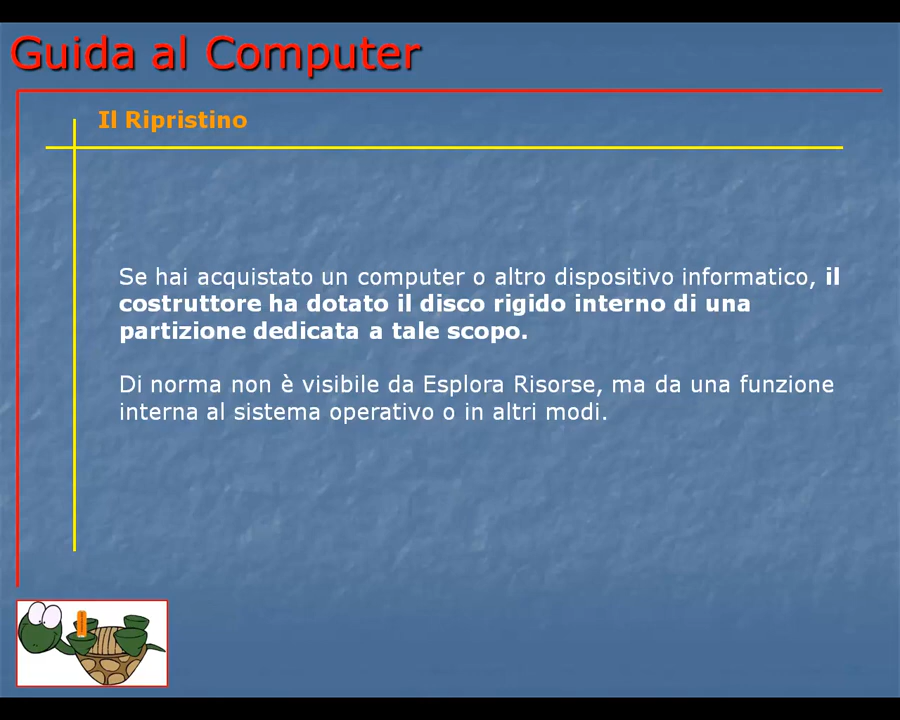 Guida al Computer
Il Ripristino
Se hai acquistato un computer o altro dispositivo informatico, il
costruttore ha dotato il disco rigido interno di una
partizione dedicata a tale scopo.
Di norma non è visibile da Esplora Risorse, ma da una funzione
interna al sistema operativo o in altri modi.